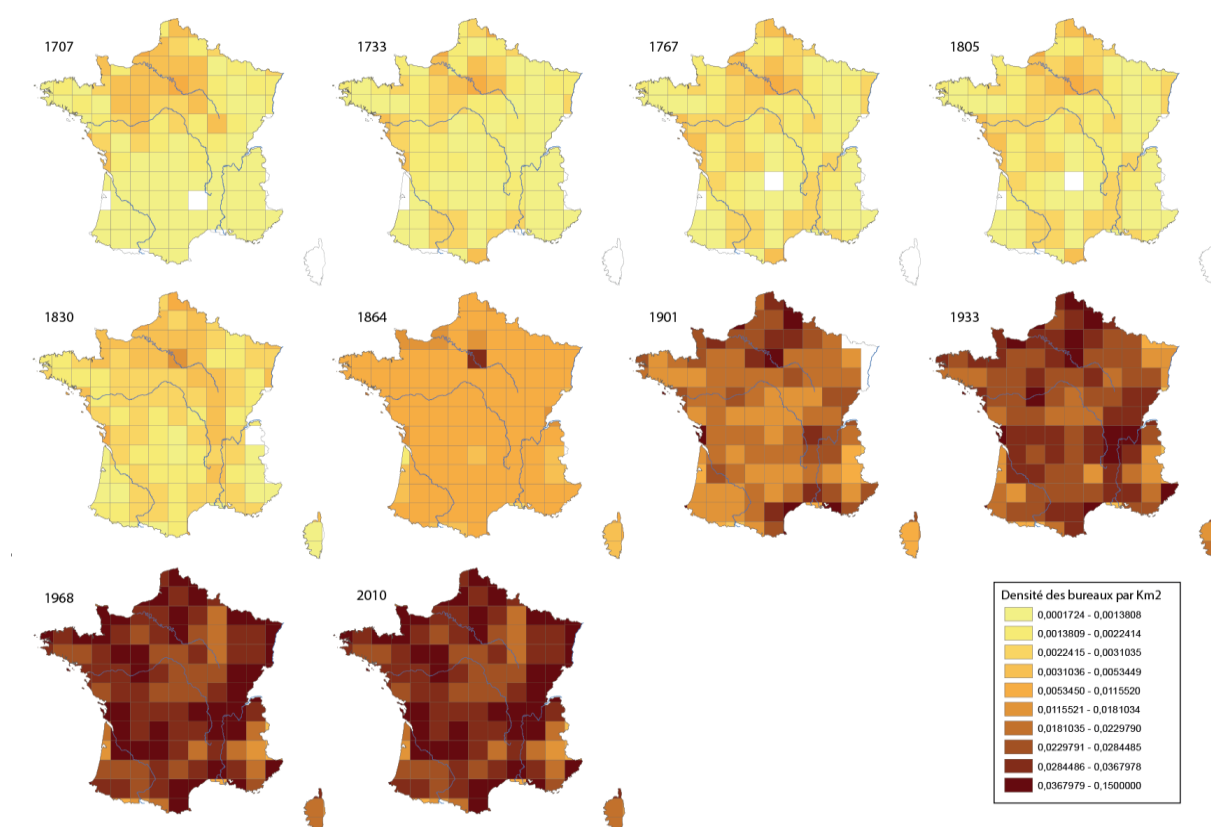 1707
1733
1767
1805
1830
1864
1901
1933
1968
2010
Densité des bureaux par Km2
0,0001724 - 0,0013808
0,0013809 - 0,0022414
0,0022415 - 0,0031035
0,0031036 - 0,0053449
0,0053450 - 0,0115520
0,0115521 - 0,0181034
0,0181035 - 0,0229790
0,0229791 - 0,0284485
0,0284486 - 0,0367978
0,0367979 - 0,1500000